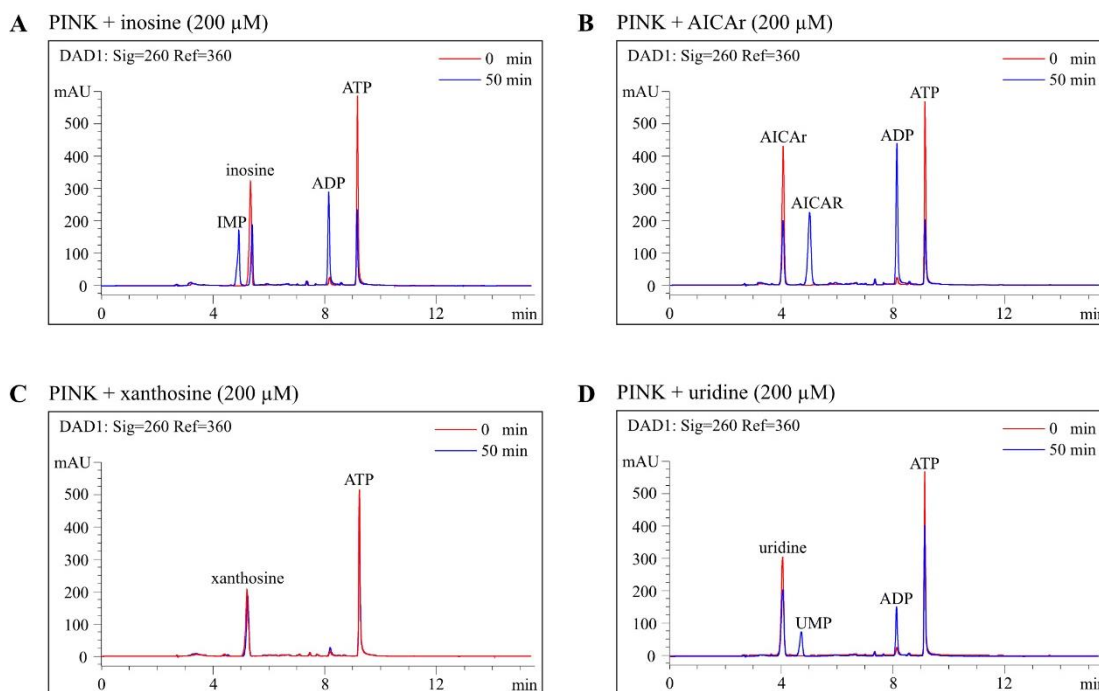 A PINK + inosine (200 µM)
DAD1: Sig=260 Ref=360
0 min
50 min
mAU
500
400
300
200
100
0
IMP
inosine
ADP
ATP
0 4 8 12 min
B PINK + AICAr (200 µM)
DAD1: Sig=260 Ref=360
0 min
50 min
mAU
500
400
300
200
100
0
AICAr
AICAR
ADP
ATP
0 4 8 12 min
C PINK + xanthosine (200 µM)
DAD1: Sig=260 Ref=360
0 min
50 min
mAU
500
400
300
200
100
0
xanthosine
ATP
0 4 8 12 min
D PINK + uridine (200 µM)
DAD1: Sig=260 Ref=360
0 min
50 min
mAU
500
400
300
200
100
0
uridine
UMP
ADP
ATP
0 4 8 12 min